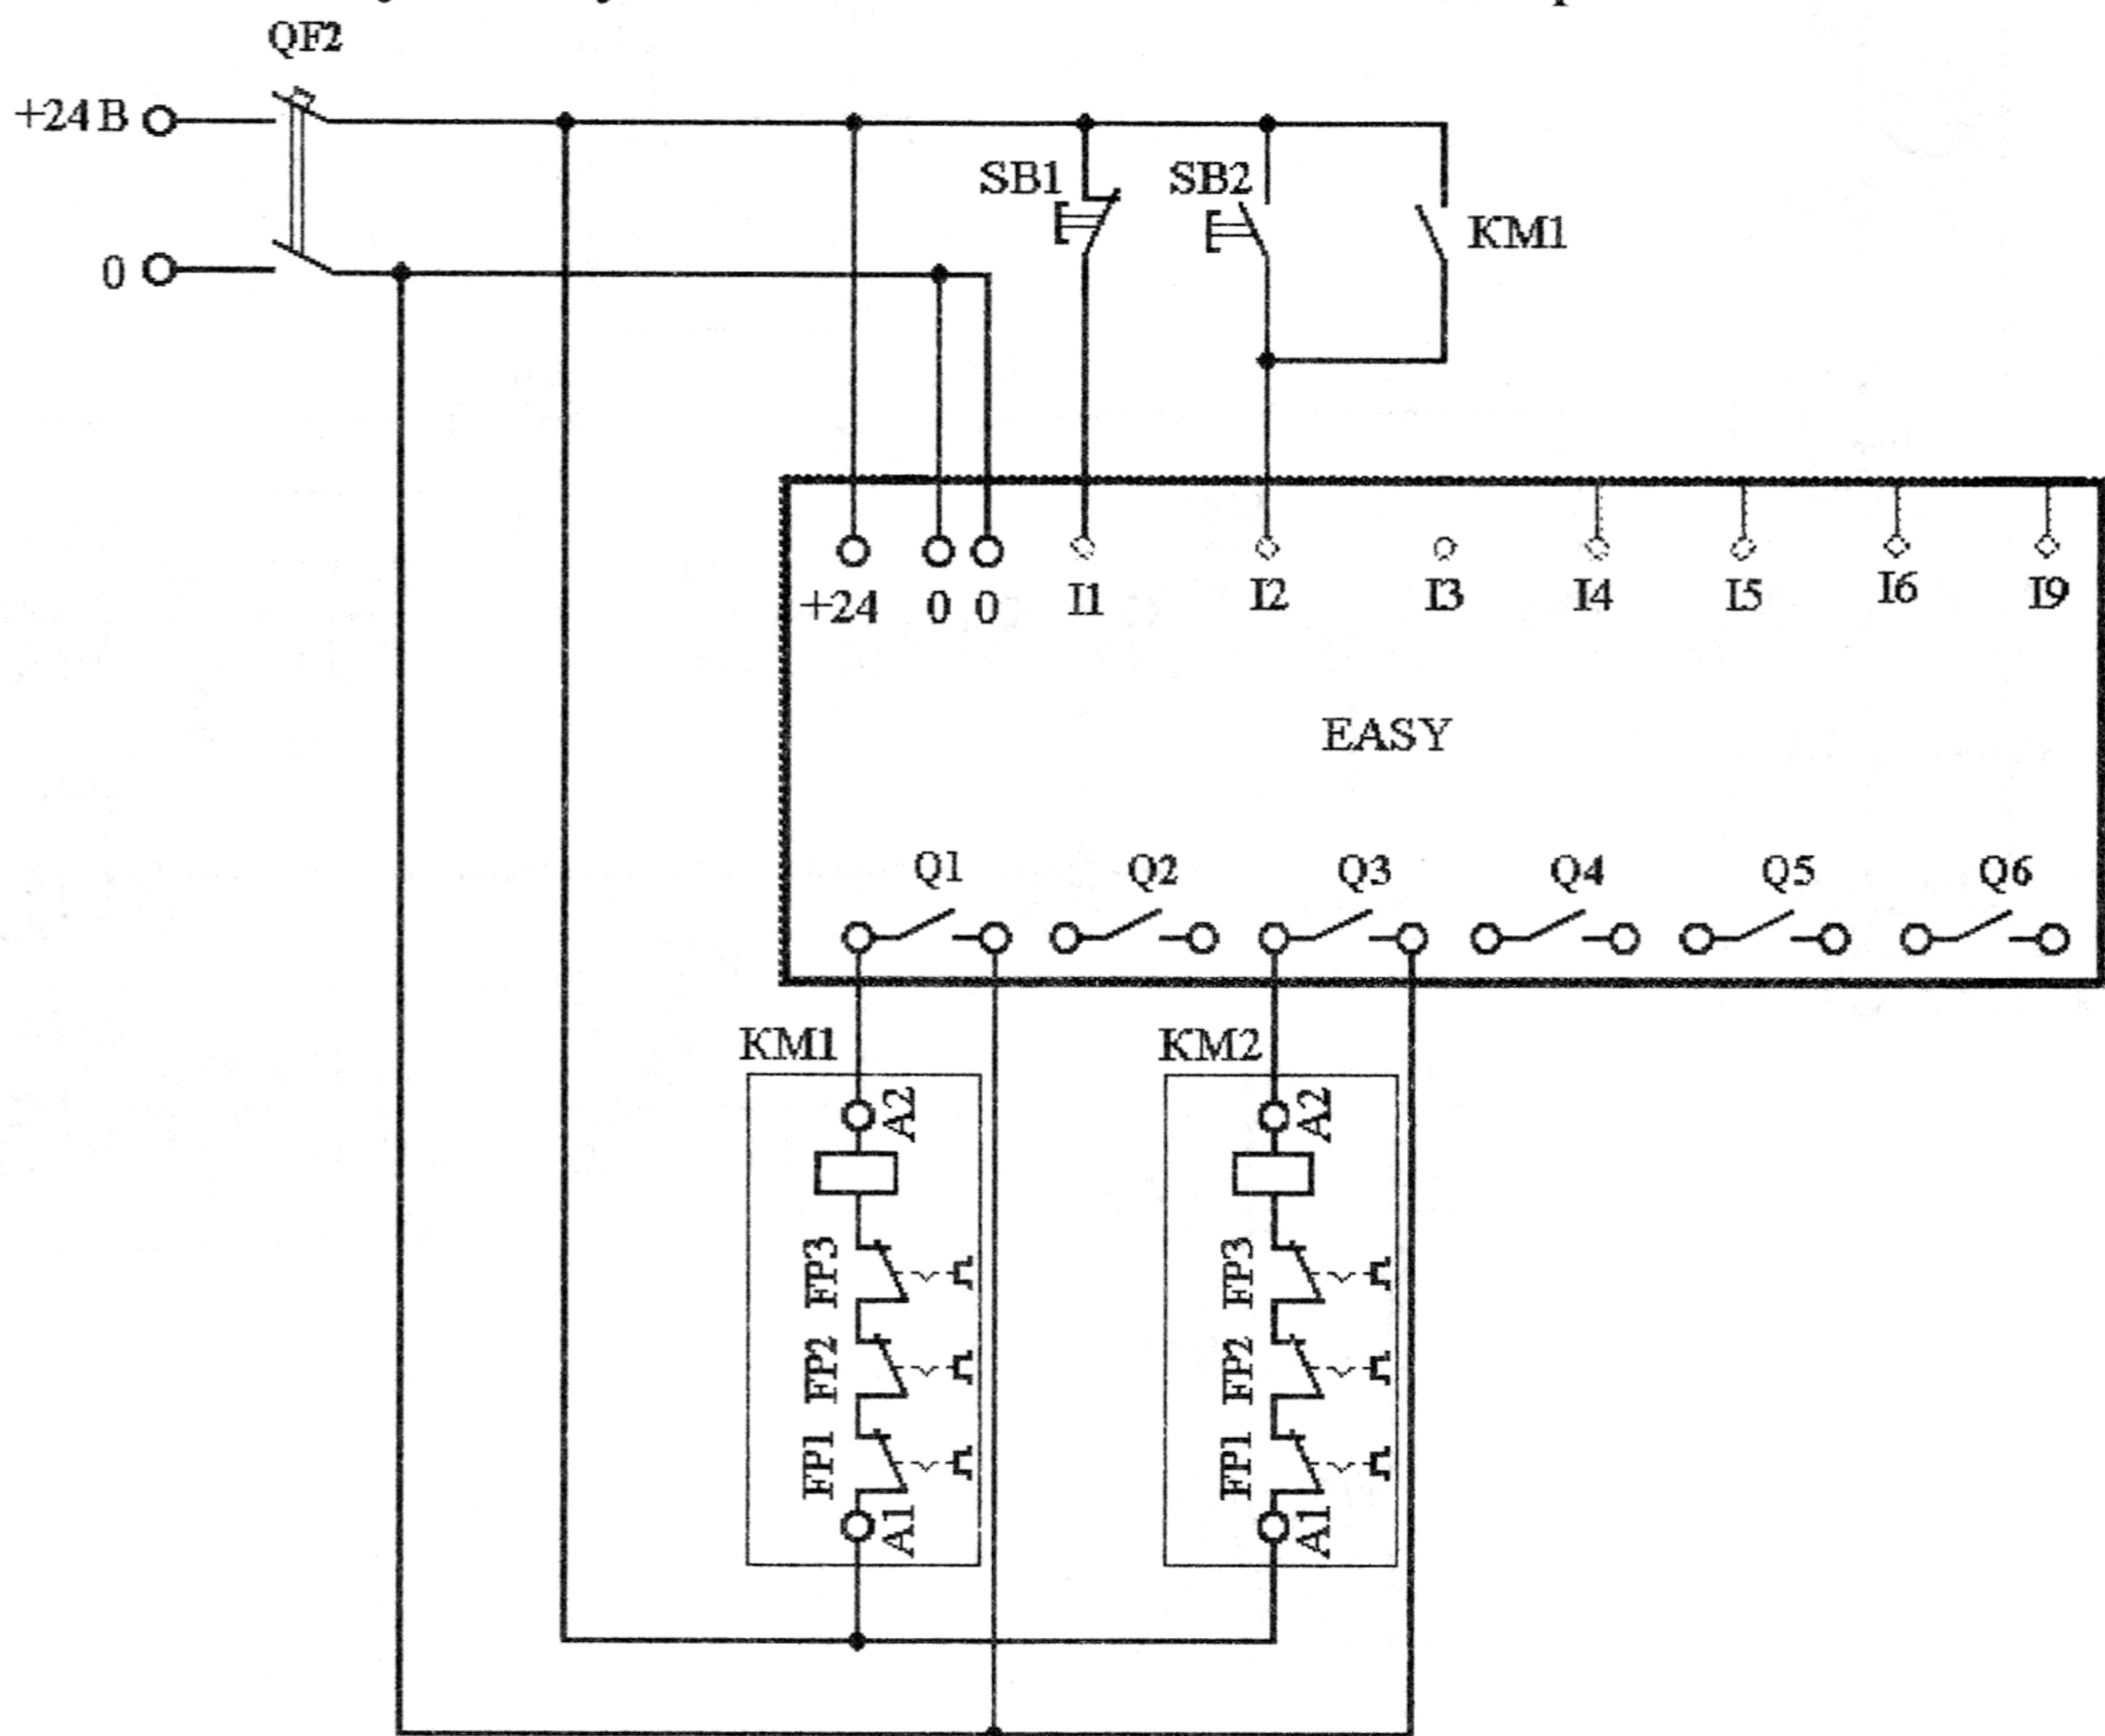 QF2
+24 В
SB1
SB2
KM1
0
+24
0
0
I1
I2
I3
I4
I5
I6
I9
EASY
Q1
Q2
Q3
Q4
Q5
Q6
KM1
KM2
A2
A2
FP3
FP3
FP2
FP2
FP1
FP1
A1
A1